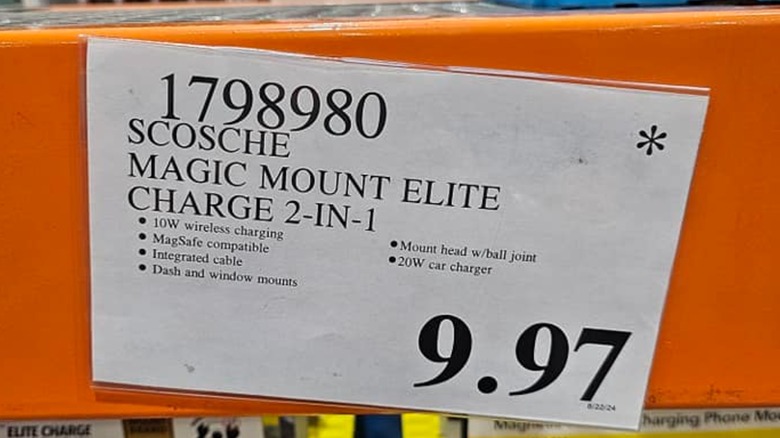 1798980
*
SCOSCHE
MAGIC MOUNT ELITE
CHARGE 2-IN-1
• 10W wireless charging
• MagSafe compatible
• Integrated cable
• Dash and window mounts
• Mount head w/ball joint
• 20W car charger
9.97
8/22/24
ELITE CHARGE
harging Phone Mo